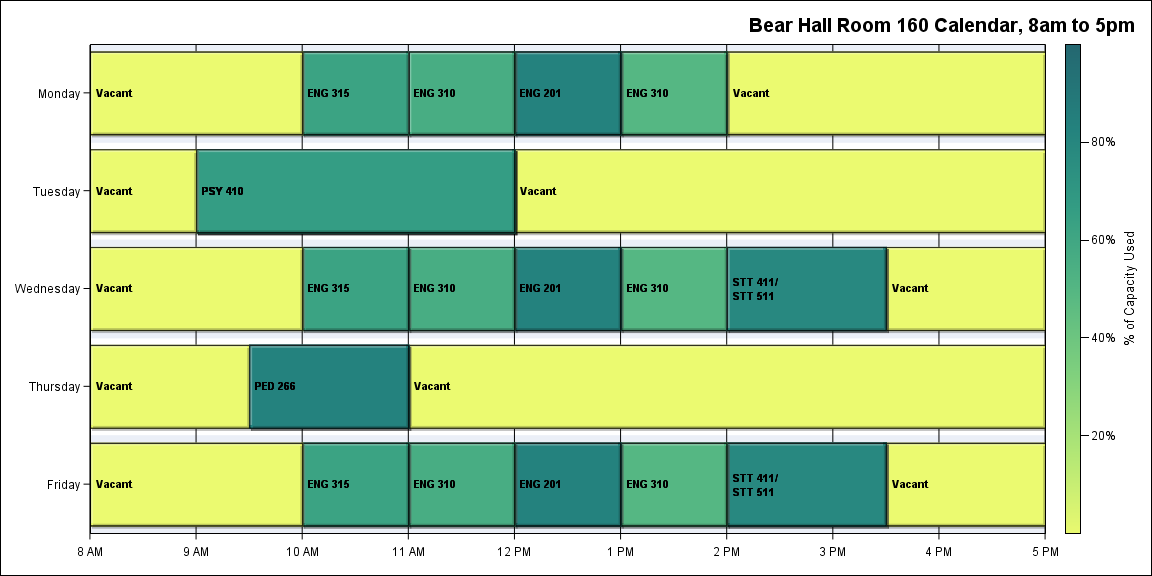 Bear Hall Room 160 Calendar, 8am to 5pm
Monday
Vacant
ENG 315
ENG 310
ENG 201
ENG 310
Vacant
Tuesday
Vacant
PSY 410
Vacant
Wednesday
Vacant
ENG 315
ENG 310
ENG 201
ENG 310
STT 411/
STT 511
Vacant
Thursday
Vacant
PED 266
Vacant
Friday
Vacant
ENG 315
ENG 310
ENG 201
ENG 310
STT 411/
STT 511
Vacant
8 AM
9 AM
10 AM
11 AM
12 PM
1 PM
2 PM
3 PM
4 PM
5 PM
80%
60%
40%
20%
% of Capacity Used